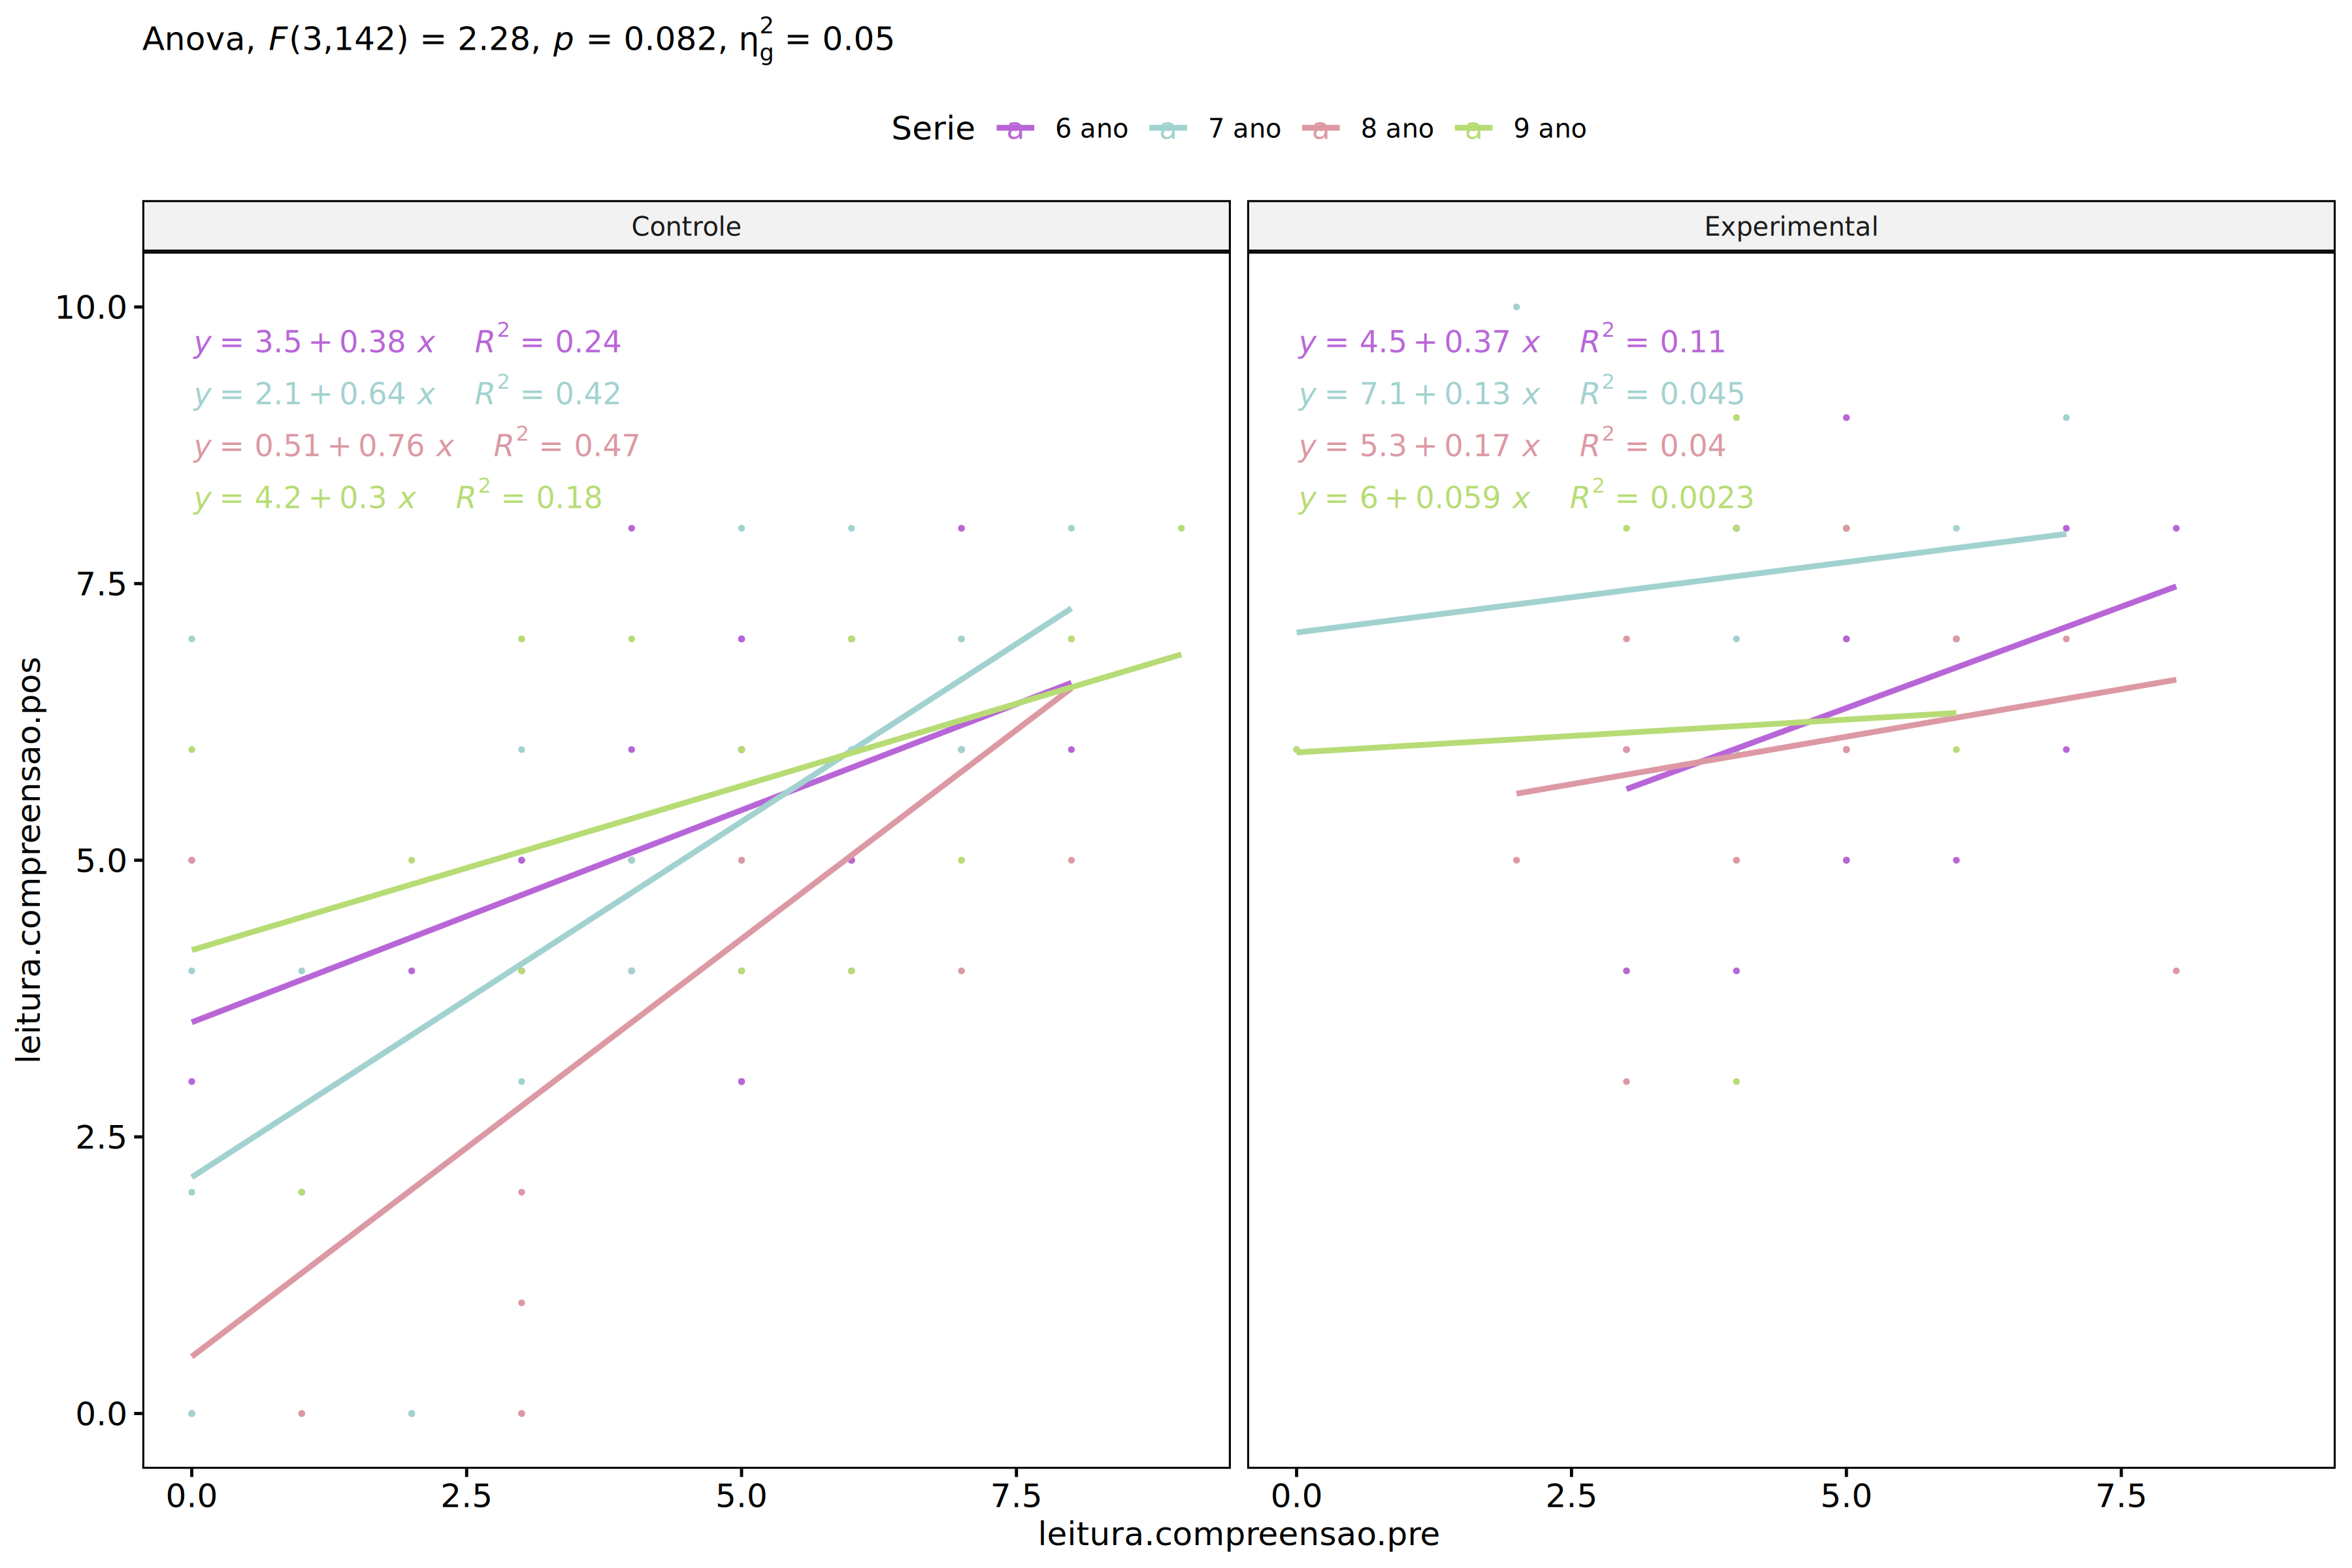 Anova, F(3,142) = 2.28, p = 0.082, η²g = 0.05
Serie a 6 ano a 7 ano a 8 ano a 9 ano
Controle
Experimental
y = 3.5 + 0.38 x R² = 0.24
y = 2.1 + 0.64 x R² = 0.42
y = 0.51 + 0.76 x R² = 0.47
y = 4.2 + 0.3 x R² = 0.18
y = 4.5 + 0.37 x R² = 0.11
y = 7.1 + 0.13 x R² = 0.045
y = 5.3 + 0.17 x R² = 0.04
y = 6 + 0.059 x R² = 0.0023
leitura.compreensao.pos
10.0
7.5
5.0
2.5
0.0
0.0 2.5 5.0 7.5
0.0 2.5 5.0 7.5
leitura.compreensao.pre